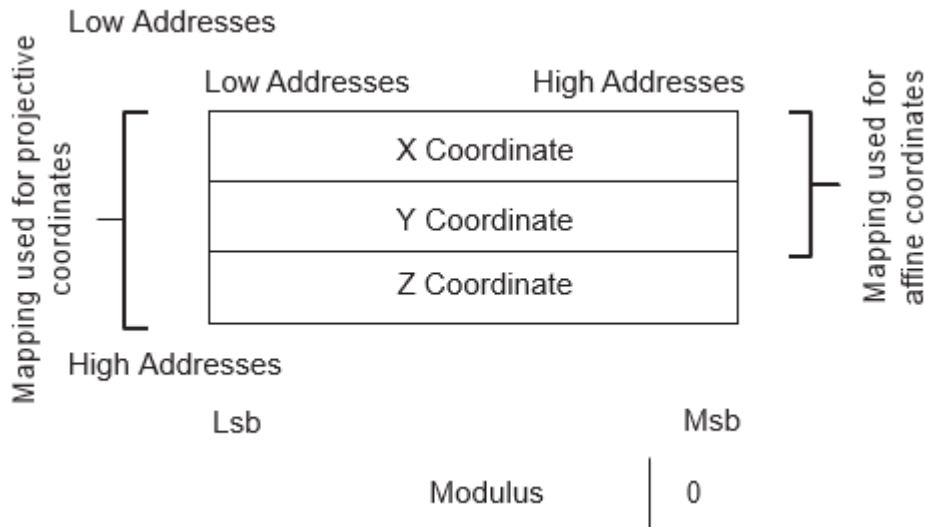 Low Addresses
Low Addresses High Addresses
Mapping used for projective
coordinates
X Coordinate
Y Coordinate
Z Coordinate
Mapping used for
affine coordinates
High Addresses
Lsb Msb
Modulus 0